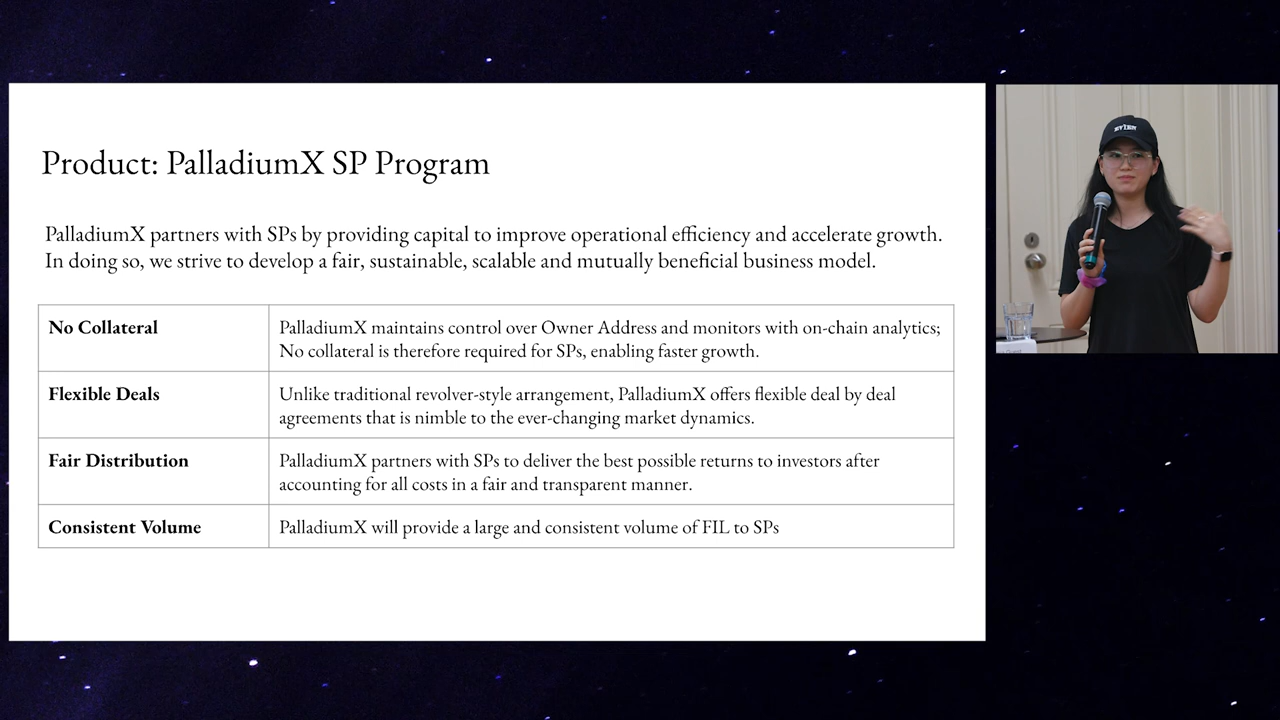 Product: PalladiumX SP Program
PalladiumX partners with SPs by providing capital to improve operational efficiency and accelerate growth.
In doing so, we strive to develop a fair, sustainable, scalable and mutually beneficial business model.
No Collateral
PalladiumX maintains control over Owner Address and monitors with on-chain analytics;
No collateral is therefore required for SPs, enabling faster growth.
Flexible Deals
Unlike traditional revolver-style arrangement, PalladiumX offers flexible deal by deal
agreements that is nimble to the ever-changing market dynamics.
Fair Distribution
PalladiumX partners with SPs to deliver the best possible returns to investors after
accounting for all costs in a fair and transparent manner.
Consistent Volume
PalladiumX will provide a large and consistent volume of FIL to SPs